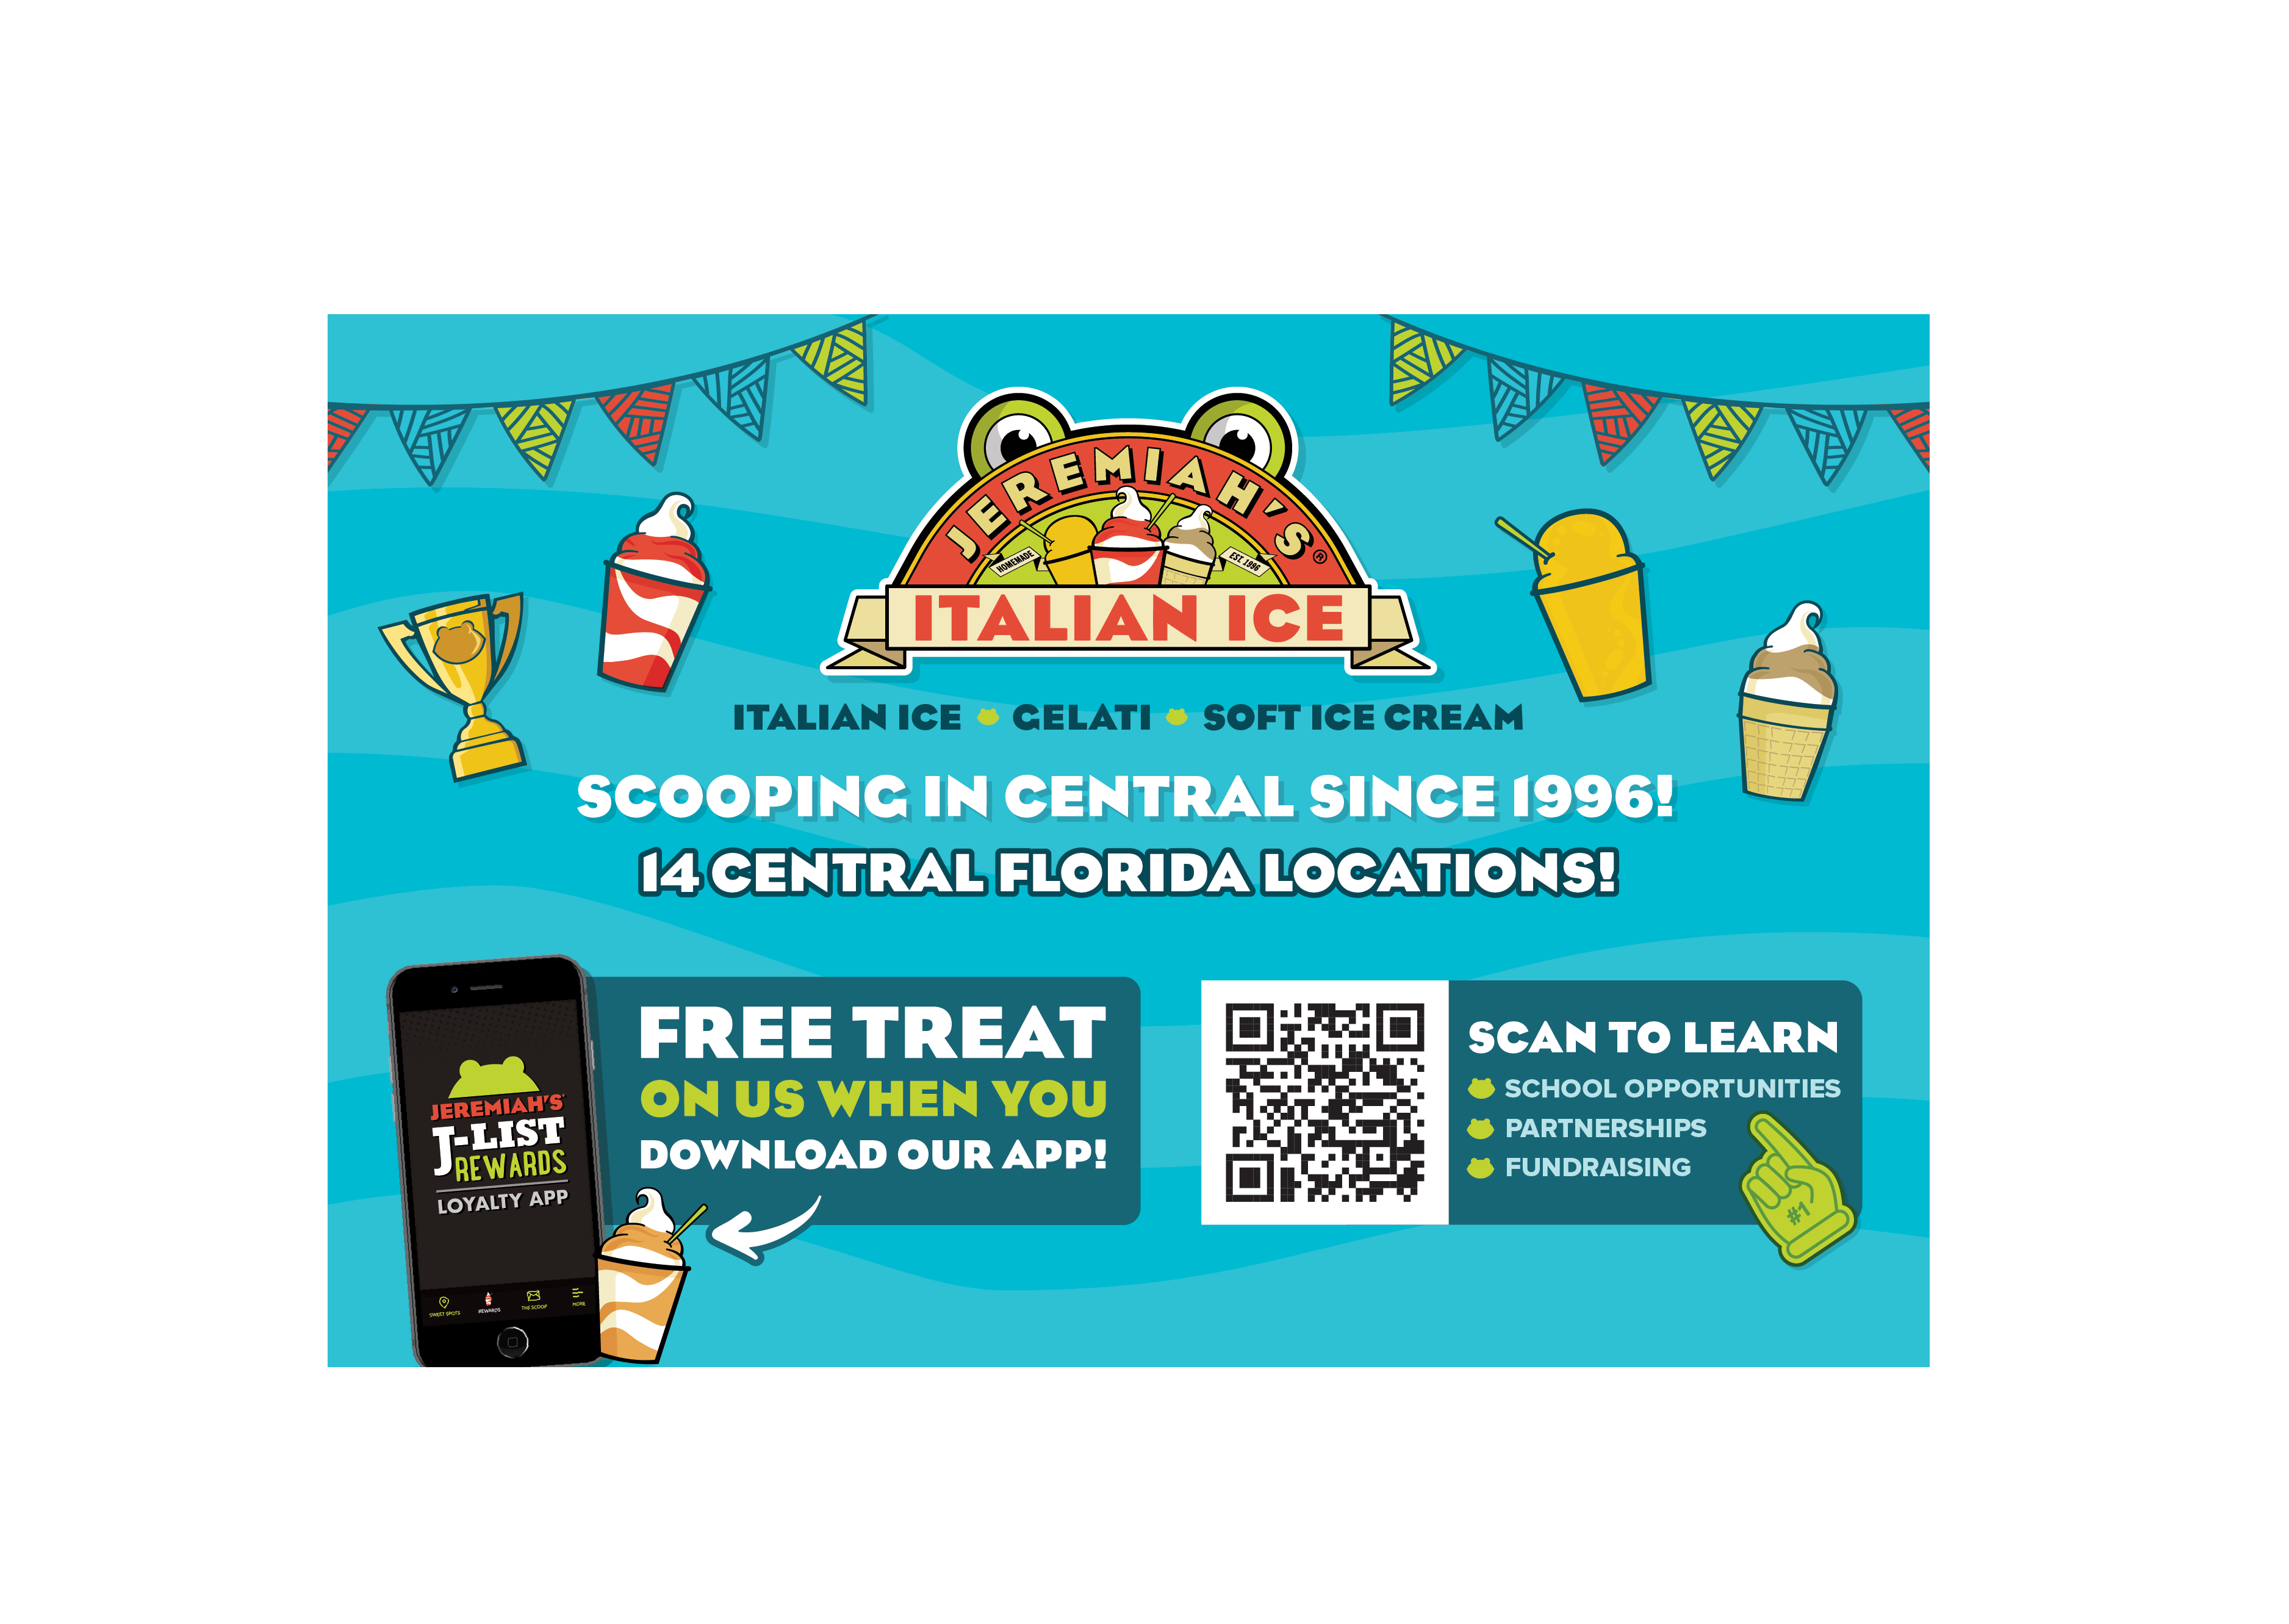 JEREMIAH'S®
HOMEMADE
EST. 1996
ITALIAN ICE
ITALIAN ICE GELATI SOFT ICE CREAM
SCOOPING IN CENTRAL SINCE 1996!
14 CENTRAL FLORIDA LOCATIONS!
FREE TREAT
ON US WHEN YOU
DOWNLOAD OUR APP!
JEREMIAH'S
J-LIST
REWARDS
LOYALTY APP
SWEET SPOTS REWARDS THE SCOOP MORE
SCAN TO LEARN
SCHOOL OPPORTUNITIES
PARTNERSHIPS
FUNDRAISING
#1